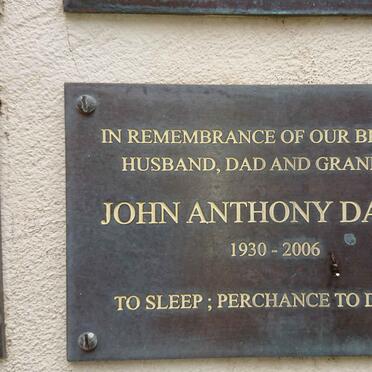 IN REMEMBRANCE OF OUR
HUSBAND, DAD AND
JOHN ANTHONY
1930 - 2006
TO SLEEP ; PERCHANCE TO